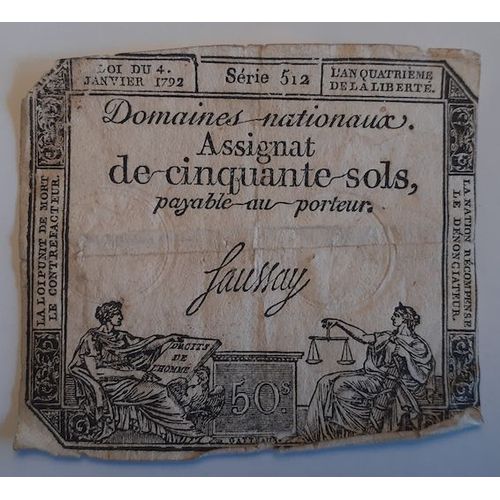 LOI DU 4.
JANVIER 1792
Série 512
L'AN QUATRIÈME
DE LA LIBERTÉ.
Domaines nationaux.
Assignat
de cinquante sols,
payable au porteur.
Saussay
LA LOI PUNIT DE MORT
LE CONTREFACTEUR.
LA NATION RÉCOMPENSE
LE DÉNONCIATEUR.
DROITS
DE
L'HOMME
50.s
GATTEAUX